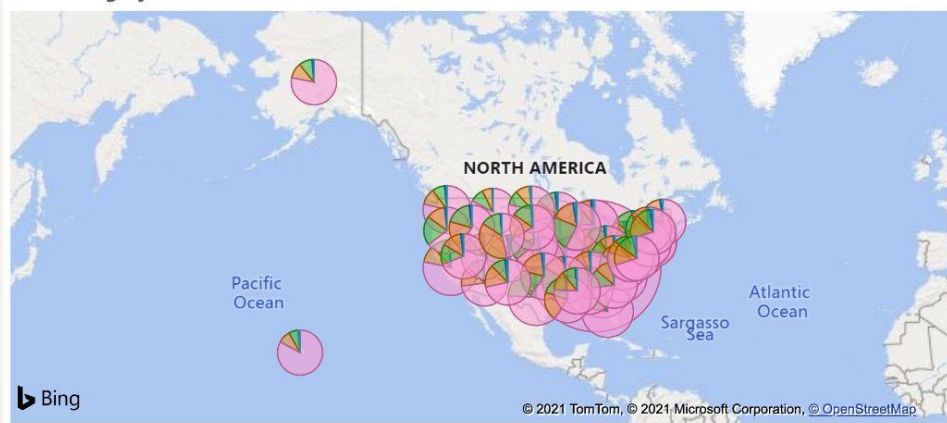 NORTH AMERICA
Pacific
Ocean
Atlantic
Ocean
Sargasso
Sea
Bing
© 2021 TomTom, © 2021 Microsoft Corporation, © OpenStreetMap